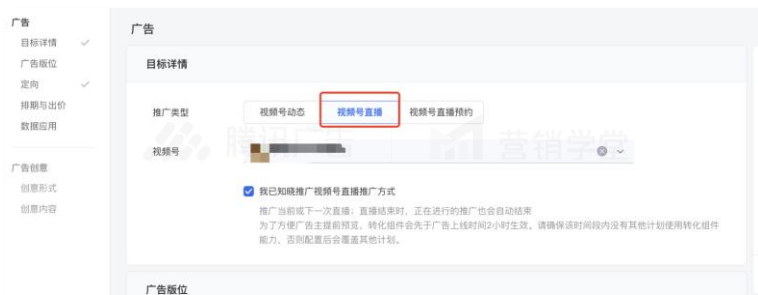 广告
目标详情
广告版位
定向
排期与出价
数据应用
广告创意
创意形式
创意内容
广告
目标详情
推广类型
视频号动态
视频号直播
视频号直播预约
视频号
腾讯广告
营销学堂
我已知晓推广视频号直播推广方式
推广当前或下一次直播；直播结束时，正在进行的推广也会自动结束
为了方便广告主提前预览，转化组件会先于广告上线时间2小时生效。请确保该时间段内没有其他计划使用转化组件
能力，否则配置后会覆盖其他计划。
广告版位